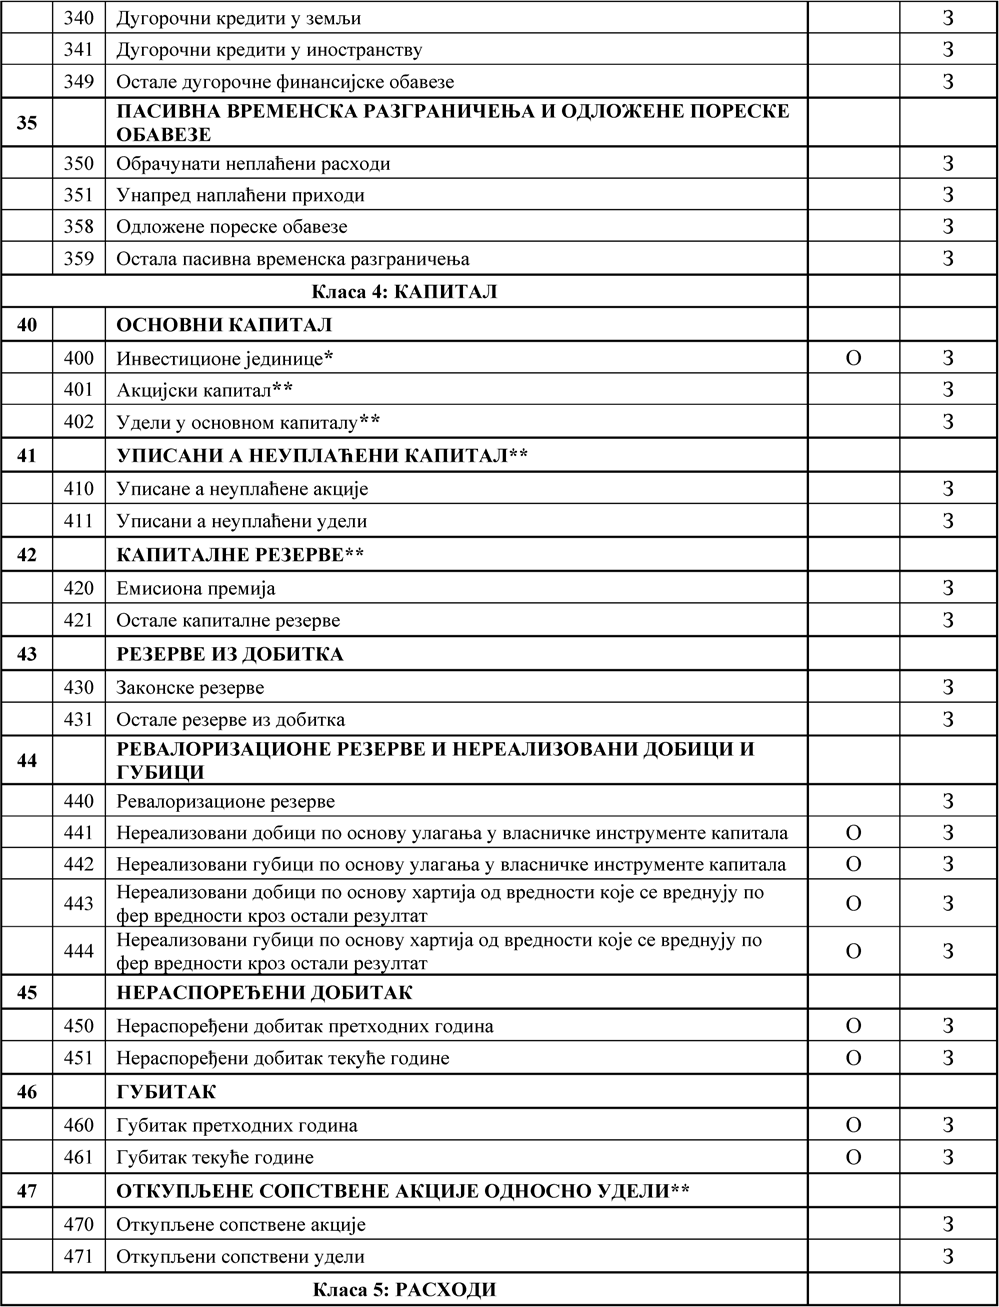 340 Дугорочни кредити у земљи З
341 Дугорочни кредити у иностранству З
349 Остале дугорочне финансијске обавезе З
35 ПАСИВНА ВРЕМЕНСКА РАЗГРАНИЧЕЊА И ОДЛОЖЕНЕ ПОРЕСКЕ
ОБАВЕЗЕ
350 Обрачунати неплаћени расходи З
351 Унапред наплаћени приходи З
358 Одложене пореске обавезе З
359 Остала пасивна временска разграничења З
Класа 4: КАПИТАЛ
40 ОСНОВНИ КАПИТАЛ
400 Инвестиционе јединице* О З
401 Акцијски капитал** З
402 Удели у основном капиталу** З
41 УПИСАНИ А НЕУПЛАЋЕНИ КАПИТАЛ**
410 Уписане а неуплаћене акције З
411 Уписани а неуплаћени удели З
42 КАПИТАЛНЕ РЕЗЕРВЕ**
420 Емисиона премија З
421 Остале капиталне резерве З
43 РЕЗЕРВЕ ИЗ ДОБИТКА
430 Законске резерве З
431 Остале резерве из добитка З
44 РЕВАЛОРИЗАЦИОНЕ РЕЗЕРВЕ И НЕРЕАЛИЗОВАНИ ДОБИЦИ И
ГУБИЦИ
440 Ревалоризационе резерве З
441 Нереализовани добици по основу улагања у власничке инструменте капитала О З
442 Нереализовани губици по основу улагања у власничке инструменте капитала О З
443 Нереализовани добици по основу хартија од вредности које се вреднују по
фер вредности кроз остали резултат О З
444 Нереализовани губици по основу хартија од вредности које се вреднују по
фер вредности кроз остали резултат О З
45 НЕРАСПОРЕЂЕНИ ДОБИТАК
450 Нераспоређени добитак претходних година О З
451 Нераспоређени добитак текуће године О З
46 ГУБИТАК
460 Губитак претходних година О З
461 Губитак текуће године О З
47 ОТКУПЉЕНЕ СОПСТВЕНЕ АКЦИЈЕ ОДНОСНО УДЕЛИ**
470 Откупљене сопствене акције З
471 Откупљени сопствени удели З
Класа 5: РАСХОДИ